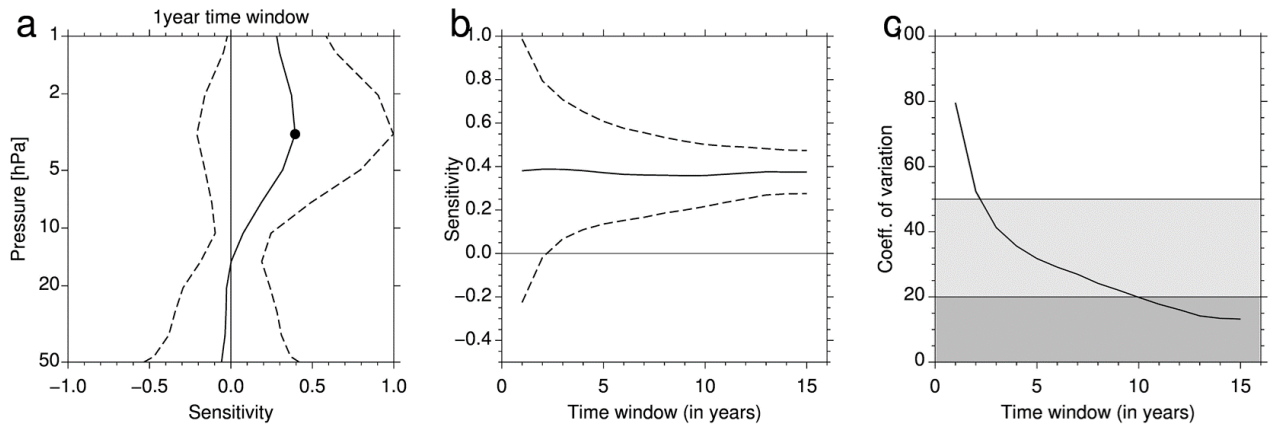 a
1year time window
1
2
5
10
20
50
Pressure [hPa]
−1.0 −0.5 0.0 0.5 1.0
Sensitivity
b
1.0
0.8
0.6
0.4
0.2
0.0
−0.2
−0.4
Sensitivity
0 5 10 15
Time window (in years)
c
100
80
60
40
20
0
Coeff. of variation
0 5 10 15
Time window (in years)